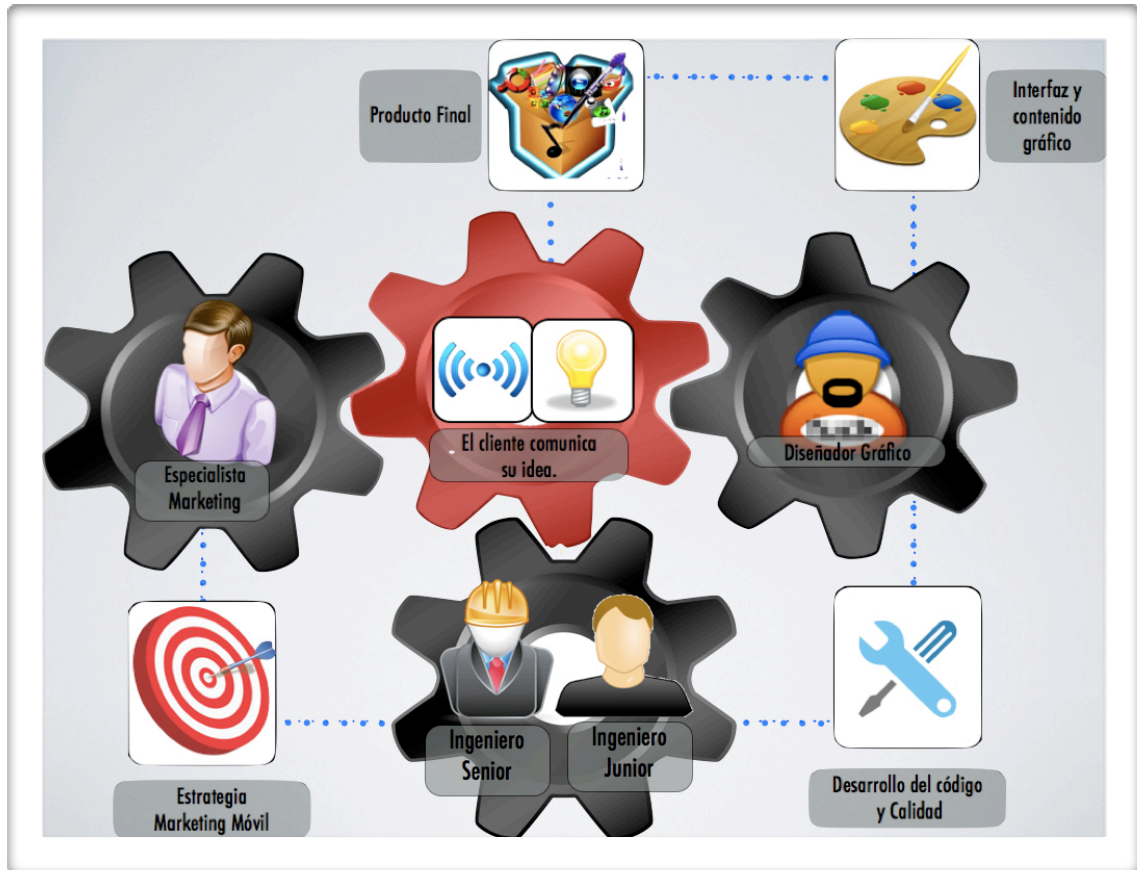 Producto Final
Interfaz y
contenido
gráfico
Especialista
Marketing
El cliente comunica
su idea.
Diseñador Gráfico
Ingeniero
Senior
Ingeniero
Junior
Estrategia
Marketing Móvil
Desarrollo del código
y Calidad